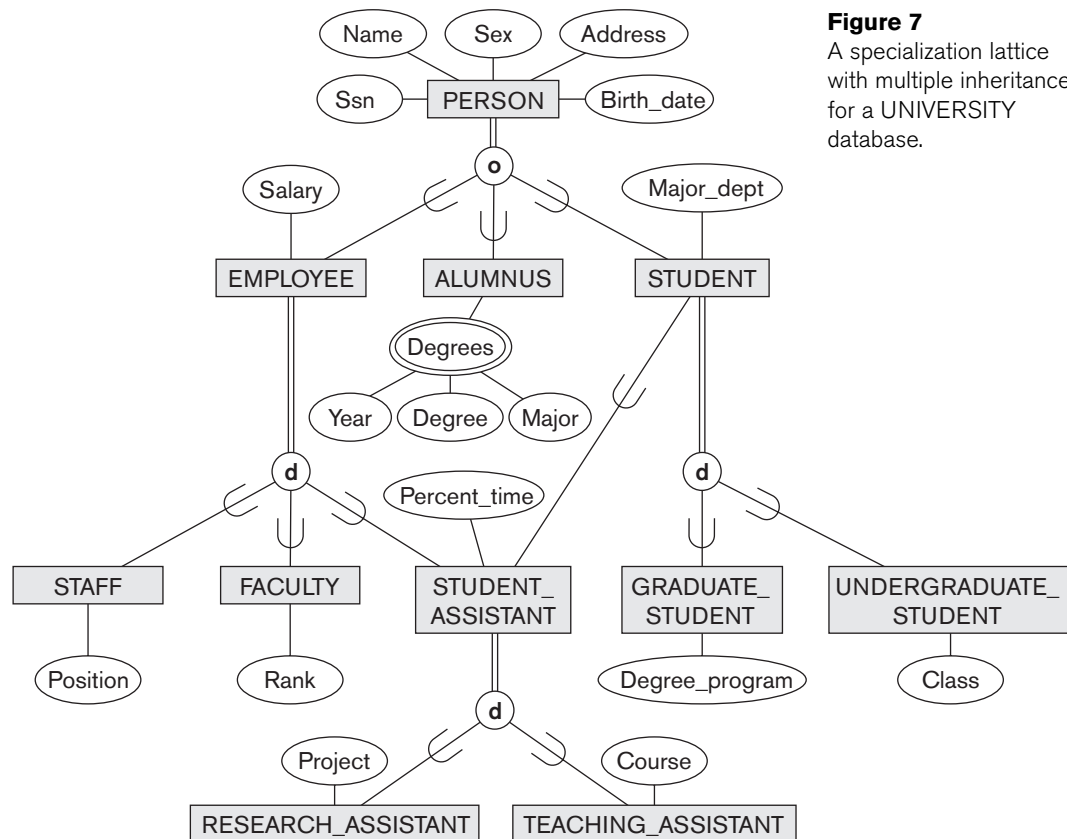 Figure 7
A specialization lattice
with multiple inheritance
for a UNIVERSITY
database.
Name
Sex
Address
Ssn
PERSON
Birth_date
o
Salary
Major_dept
EMPLOYEE
ALUMNUS
STUDENT
Degrees
Year
Degree
Major
d
d
Percent_time
STAFF
FACULTY
STUDENT_
ASSISTANT
GRADUATE_
STUDENT
UNDERGRADUATE_
STUDENT
Position
Rank
Degree_program
Class
d
Project
Course
RESEARCH_ASSISTANT
TEACHING_ASSISTANT